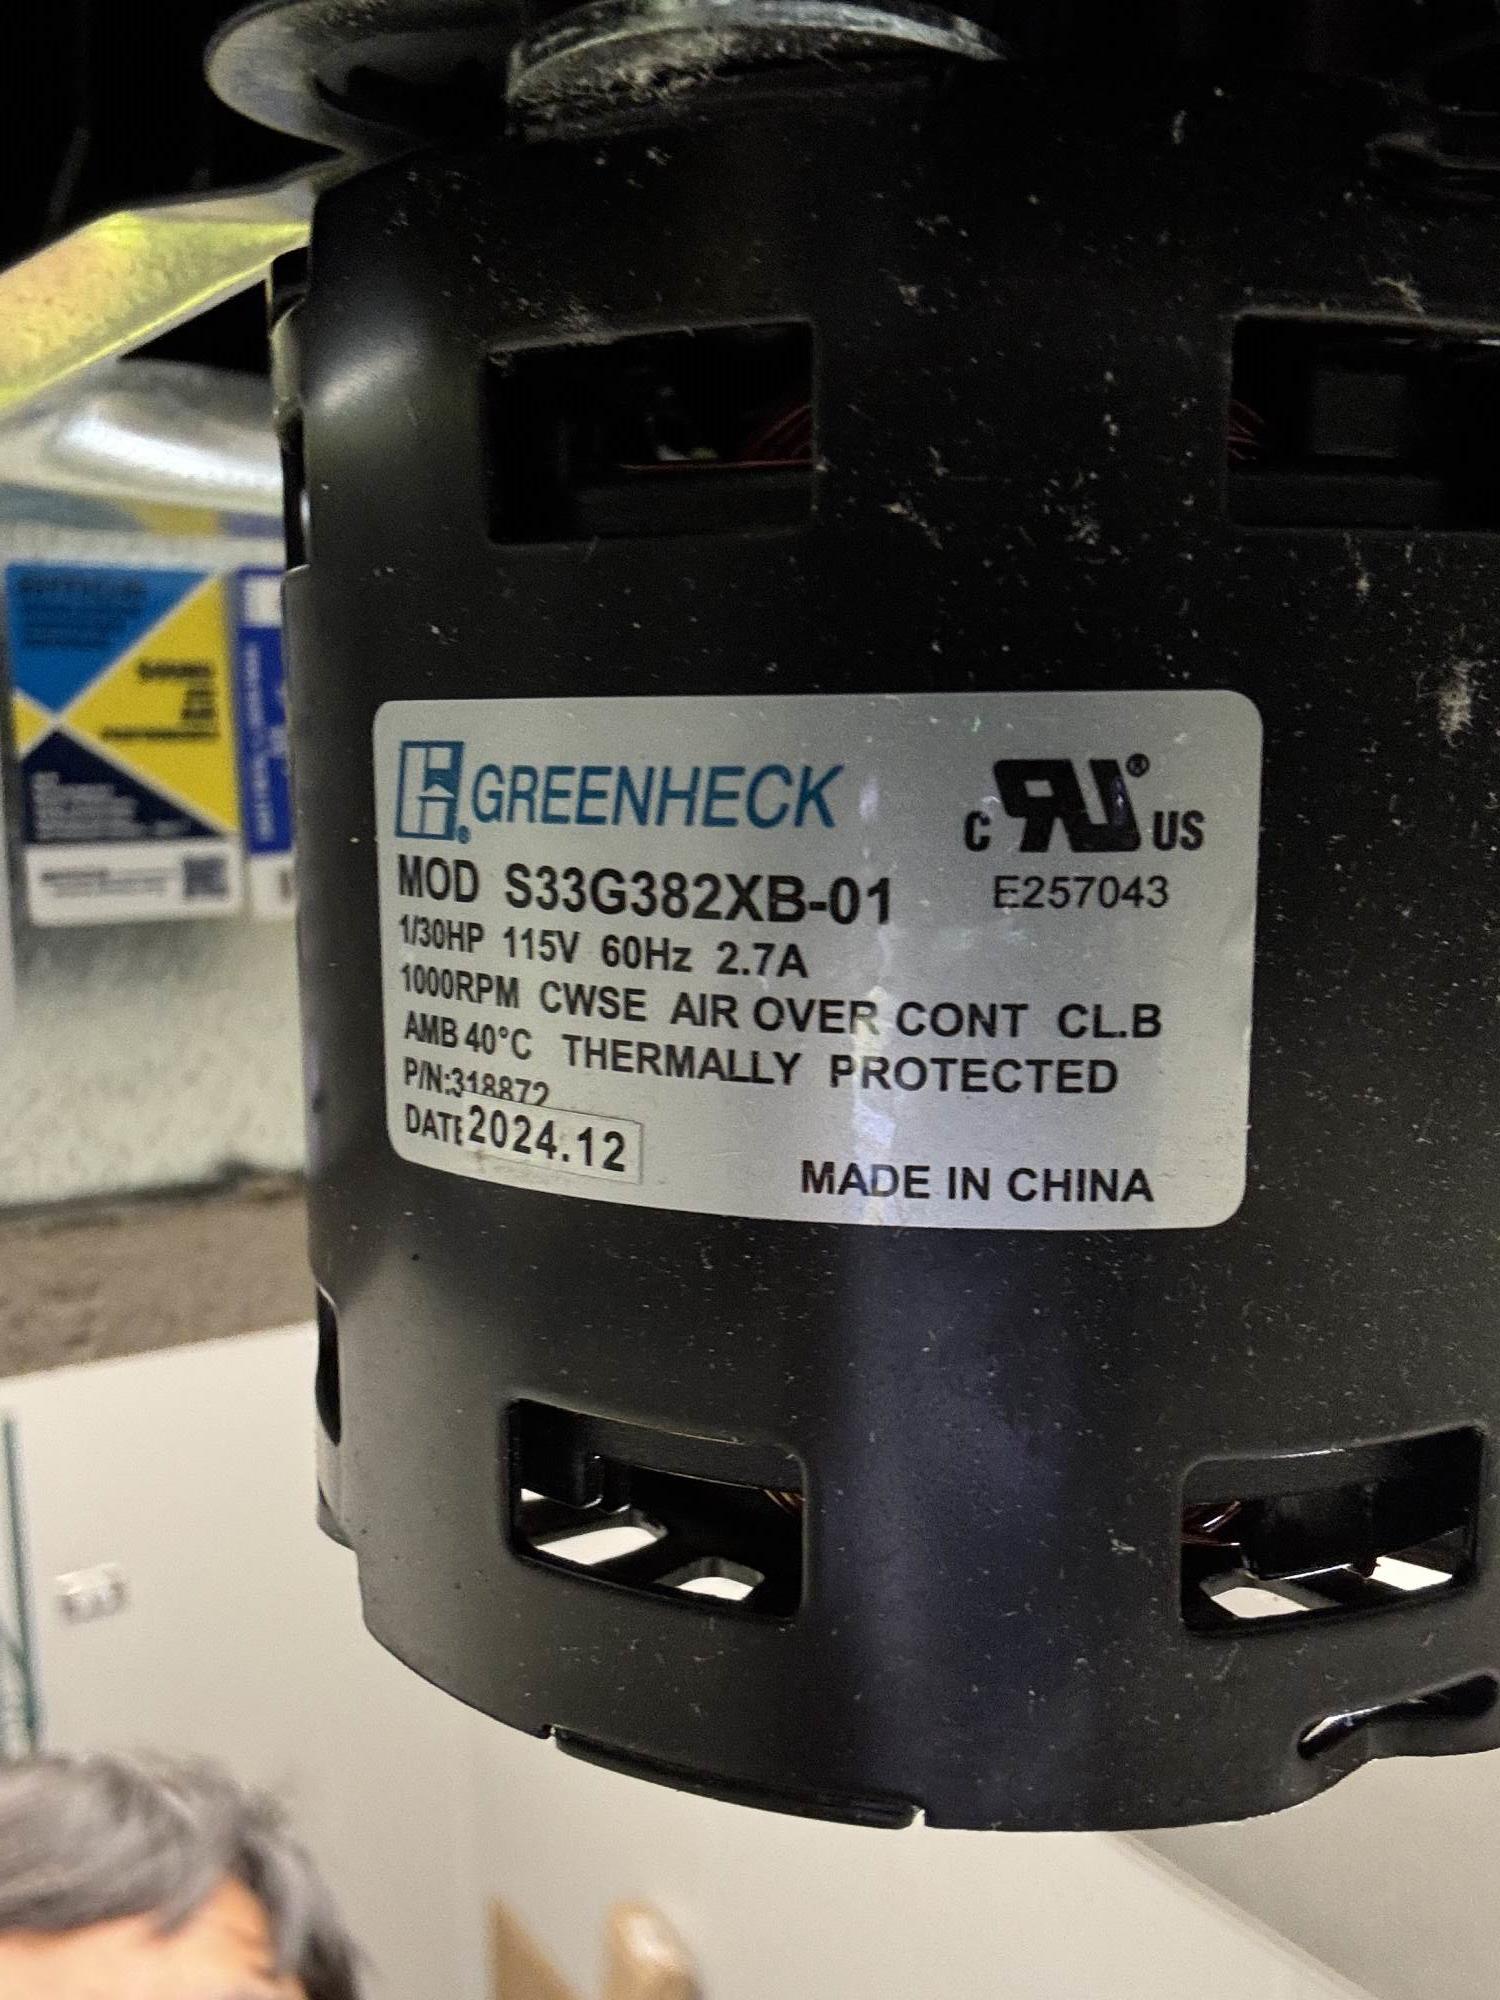 GREENHECK
C RU® US
MOD S33G382XB-01
E257043
1/30HP 115V 60Hz 2.7A
1000RPM CWSE AIR OVER CONT CL.B
AMB 40°C THERMALLY PROTECTED
P/N:318872
DATE 2024.12
MADE IN CHINA